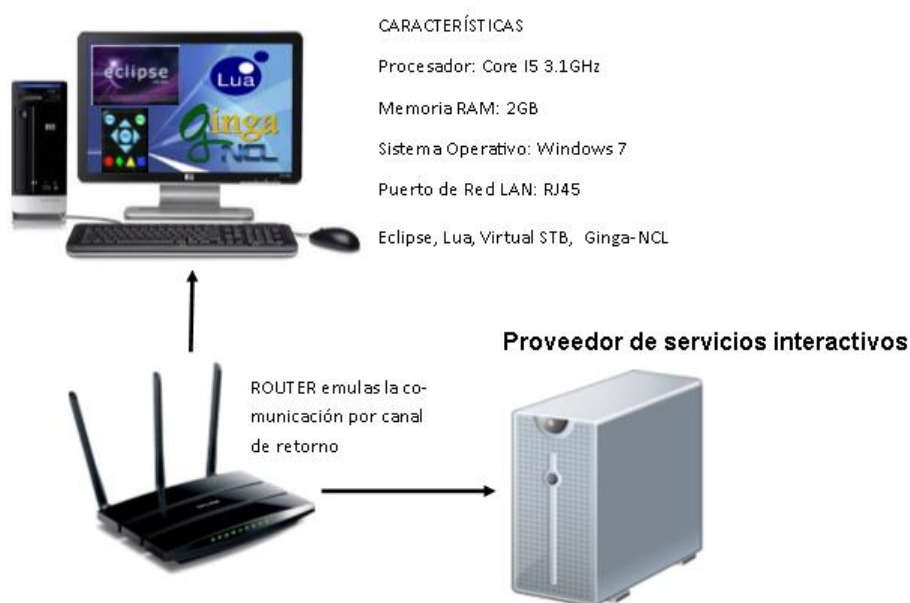 CARACTERÍSTICAS
Procesador: Core I5 3.1GHz
Memoria RAM: 2GB
Sistema Operativo: Windows 7
Puerto de Red LAN: RJ45
Eclipse, Lua, Virtual STB, Ginga-NCL
eclipse
Lua
ginga
NCL
Proveedor de servicios interactivos
ROUTER emulas la co-
municación por canal
de retorno